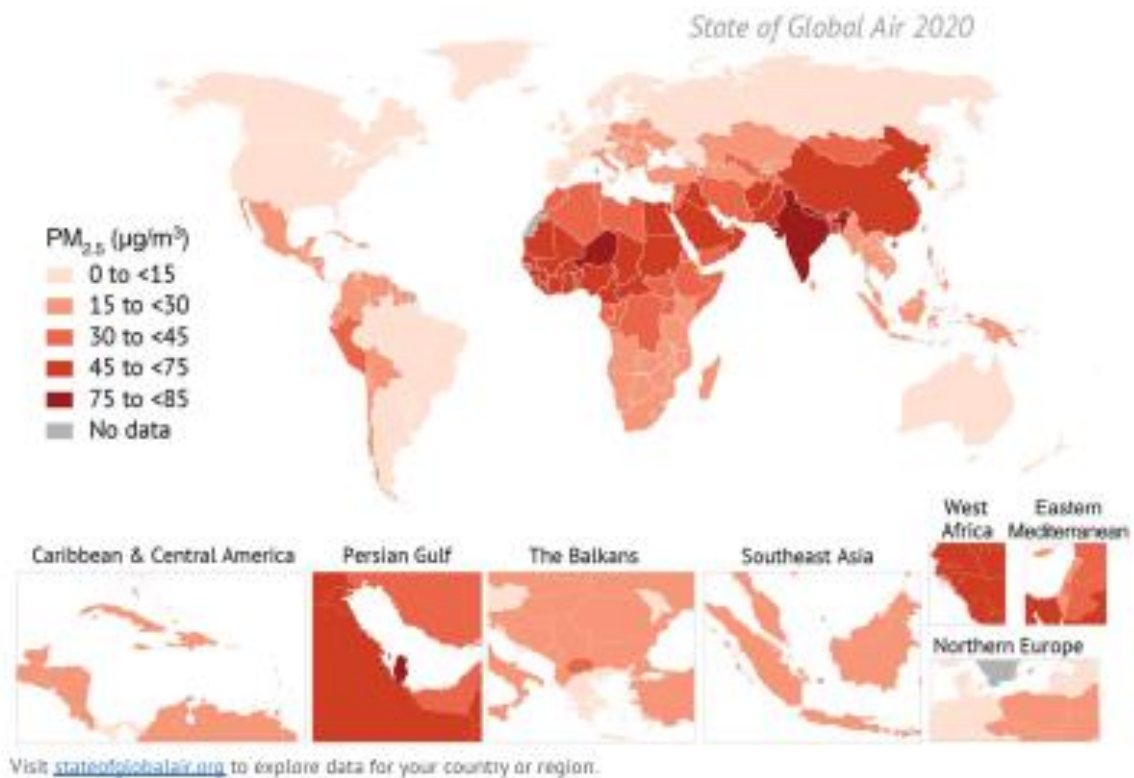 State of Global Air 2020
PM2.5 (µg/m³)
0 to <15
15 to <30
30 to <45
45 to <75
75 to <85
No data
Caribbean & Central America
Persian Gulf
The Balkans
Southeast Asia
West
Africa
Eastern
Mediterranean
Northern Europe
Visit stateofglobalair.org to explore data for your country or region.